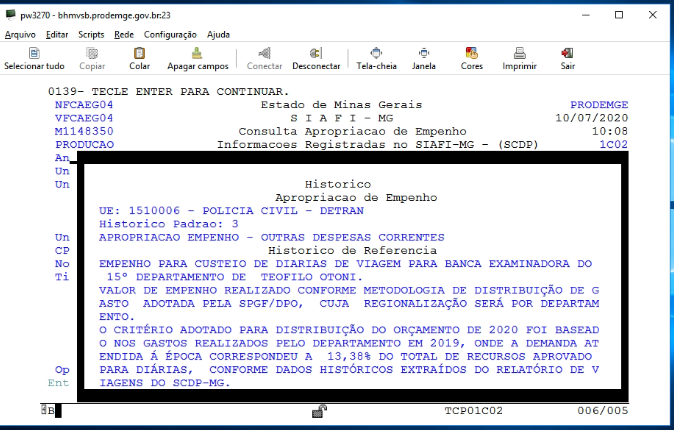 pw3270 - bhmvsb.prodemge.gov.br:23
Arquivo Editar Scripts Rede Configuração Ajuda
Selecionar tudo Copiar Colar Apagar campos Conectar Desconectar Tela-cheia Janela Cores Imprimir Sair
0139- TECLE ENTER PARA CONTINUAR.
NFCAEG04 Estado de Minas Gerais PRODEMGE
VFCAEG04 S I A F I - MG 10/07/2020
M1148350 Consulta Apropriacao de Empenho 10:08
PRODUCAO Informacoes Registradas no SIAFI-MG - (SCDP) 1C02
An
Un
Un Historico
Apropriacao de Empenho
UE: 1510006 - POLICIA CIVIL - DETRAN
Historico Padrao: 3
Un APROPRIACAO EMPENHO - OUTRAS DESPESAS CORRENTES
CP Historico de Referencia
No EMPENHO PARA CUSTEIO DE DIARIAS DE VIAGEM PARA BANCA EXAMINADORA DO
Ti 15º DEPARTAMENTO DE TEOFILO OTONI.
VALOR DE EMPENHO REALIZADO CONFORME METODOLOGIA DE DISTRIBUIÇÃO DE G
ASTO ADOTADA PELA SPGF/DPO, CUJA REGIONALIZAÇÃO SERÁ POR DEPARTAM
ENTO.
O CRITÉRIO ADOTADO PARA DISTRIBUIÇÃO DO ORÇAMENTO DE 2020 FOI BASEAD
O NOS GASTOS REALIZADOS PELO DEPARTAMENTO EM 2019, ONDE A DEMANDA AT
ENDIDA Á ÉPOCA CORRESPONDEU A 13,38% DO TOTAL DE RECURSOS APROVADO
Op PARA DIÁRIAS, CONFORME DADOS HISTÓRICOS EXTRAÍDOS DO RELATÓRIO DE V
Ent IAGENS DO SCDP-MG.
B TCP01C02 006/005